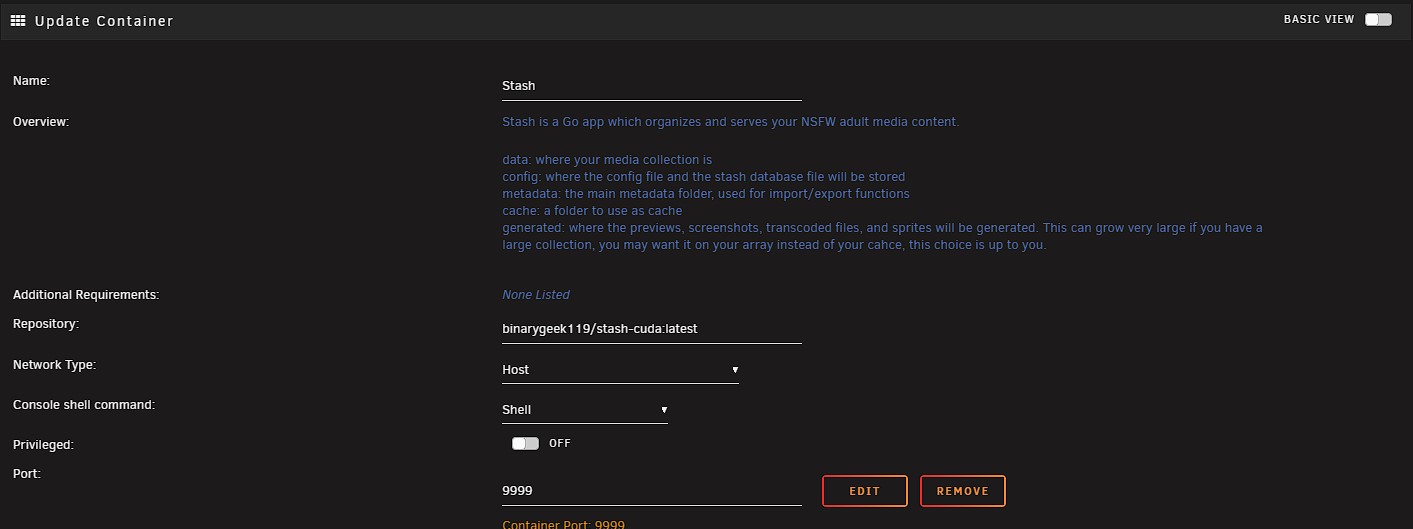 Update Container
BASIC VIEW
Name:
Stash
Overview:
Stash is a Go app which organizes and serves your NSFW adult media content.
data: where your media collection is
config: where the config file and the stash database file will be stored
metadata: the main metadata folder, used for import/export functions
cache: a folder to use as cache
generated: where the previews, screenshots, transcoded files, and sprites will be generated. This can grow very large if you have a
large collection, you may want it on your array instead of your cahce, this choice is up to you.
Additional Requirements:
None Listed
Repository:
binarygeek119/stash-cuda:latest
Network Type:
Host
Console shell command:
Shell
Privileged:
OFF
Port:
9999
EDIT
REMOVE
Container Port: 9999